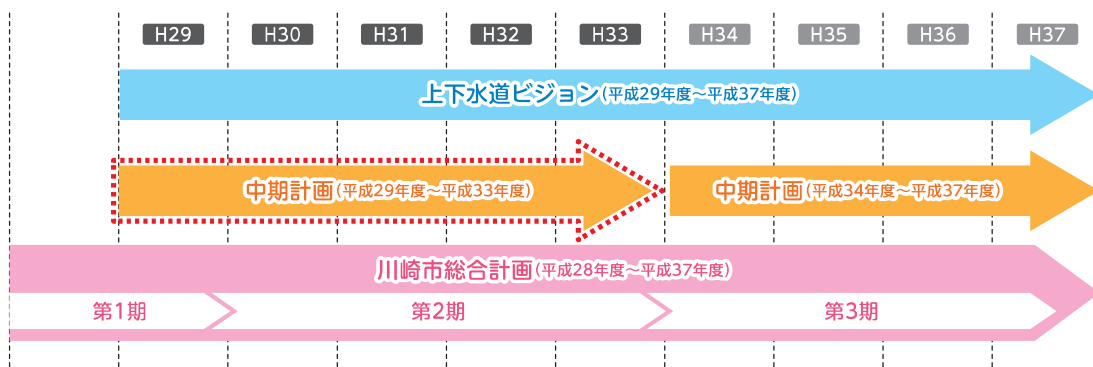 H29 H30 H31 H32 H33 H34 H35 H36 H37
上下水道ビジョン(平成29年度～平成37年度)
中期計画(平成29年度～平成33年度) 中期計画(平成34年度～平成37年度)
川崎市総合計画(平成28年度～平成37年度)
第1期 第2期 第3期